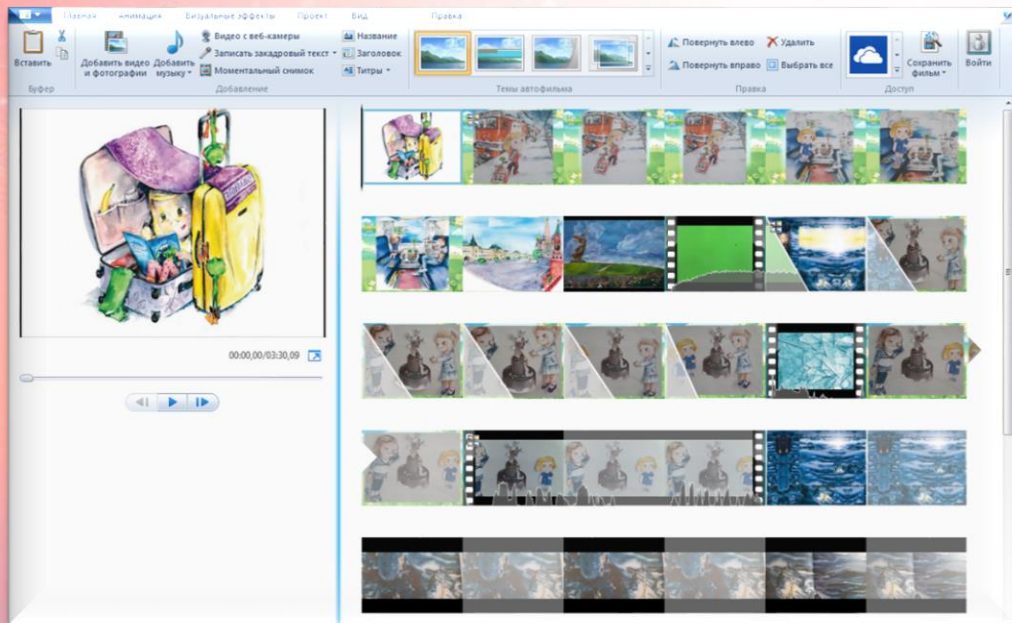 Главная Анимация Визуальные эффекты Проект Вид Правка
Вставить
Добавить видео и фотографии
Добавить музыку
Видео с веб-камеры
Записать закадровый текст
Моментальный снимок
Название
Заголовок
Титры
Повернуть влево
Повернуть вправо
Удалить
Выбрать все
Сохранить фильм
Войти
Буфер Добавление Темы автофильма Правка Доступ
00:00,00/03:30,09